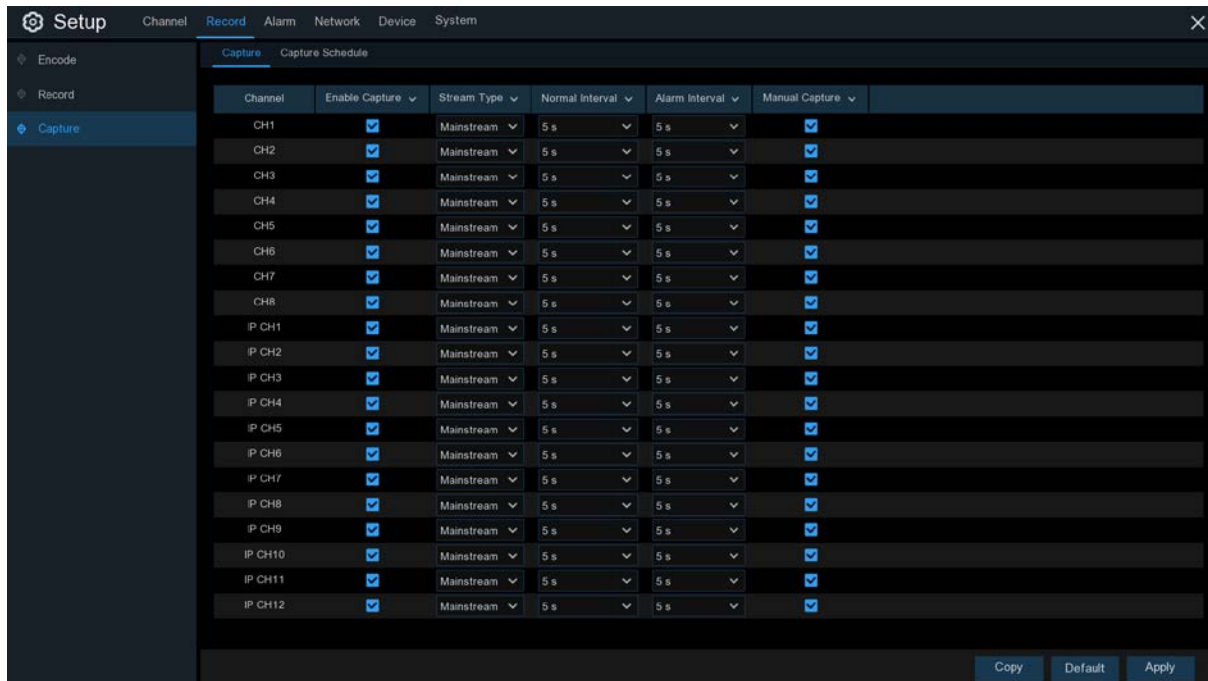 Setup Channel Record Alarm Network Device System
Encode
Record
Capture
Capture Capture Schedule
Channel Enable Capture Stream Type Normal Interval Alarm Interval Manual Capture
CH1 Mainstream 5 s 5 s
CH2 Mainstream 5 s 5 s
CH3 Mainstream 5 s 5 s
CH4 Mainstream 5 s 5 s
CH5 Mainstream 5 s 5 s
CH6 Mainstream 5 s 5 s
CH7 Mainstream 5 s 5 s
CH8 Mainstream 5 s 5 s
IP CH1 Mainstream 5 s 5 s
IP CH2 Mainstream 5 s 5 s
IP CH3 Mainstream 5 s 5 s
IP CH4 Mainstream 5 s 5 s
IP CH5 Mainstream 5 s 5 s
IP CH6 Mainstream 5 s 5 s
IP CH7 Mainstream 5 s 5 s
IP CH8 Mainstream 5 s 5 s
IP CH9 Mainstream 5 s 5 s
IP CH10 Mainstream 5 s 5 s
IP CH11 Mainstream 5 s 5 s
IP CH12 Mainstream 5 s 5 s
Copy Default Apply